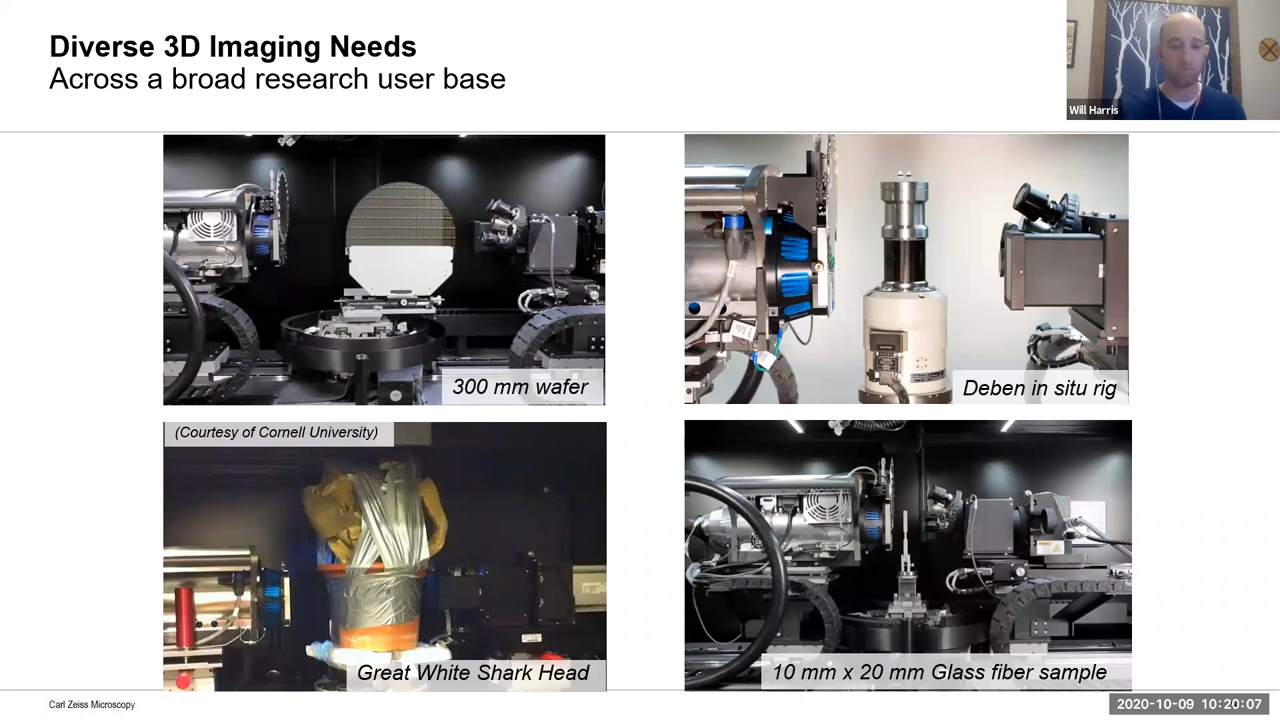 Diverse 3D Imaging Needs
Across a broad research user base
Will Harris
300 mm wafer
Deben in situ rig
(Courtesy of Cornell University)
Great White Shark Head
10 mm x 20 mm Glass fiber sample
Carl Zeiss Microscopy
2020-10-09 10:20:07